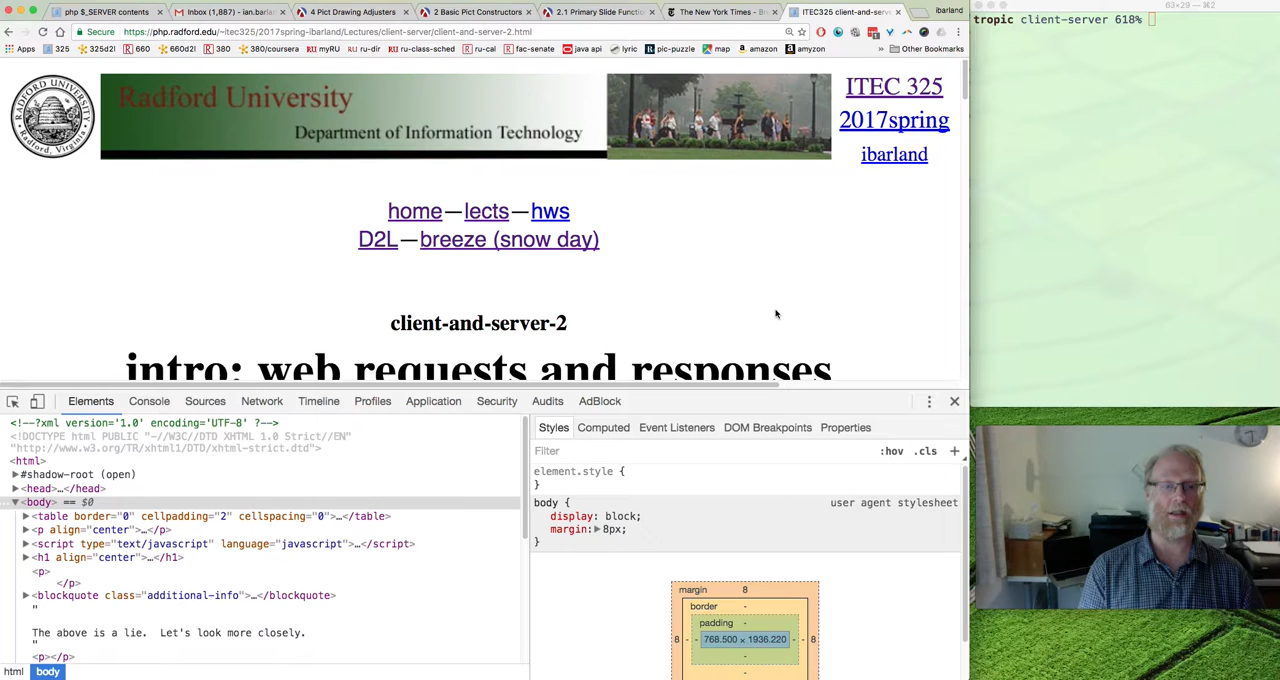 php $_SERVER contents
Inbox (1,887) - ian.barla
4 Pict Drawing Adjusters
2 Basic Pict Constructors
2.1 Primary Slide Functi
The New York Times - Br
ITEC325 client-and-serve
ibarland
Secure
https://php.radford.edu/~itec325/2017spring-ibarland/Lectures/client-server/client-and-server-2.html
Apps
325
325d2l
660
660d2l
380
380/coursera
myRU
ru-dir
ru-class-sched
ru-cal
fac-senate
java api
lyric
pic-puzzle
map
amazon
amyzon
»
Other Bookmarks
63×29 — ⌘2
tropic client-server 618%
Radford University
Department of Information Technology
Radford, Virginia
ITEC 325
2017spring
ibarland
home—lects—hws
D2L—breeze (snow day)
client-and-server-2
intro: web requests and responses
Elements Console Sources Network Timeline Profiles Application Security Audits AdBlock
<!--?xml version='1.0' encoding='UTF-8' ?-->
<!DOCTYPE html PUBLIC "-//W3C//DTD XHTML 1.0 Strict//EN"
"http://www.w3.org/TR/xhtml1/DTD/xhtml-strict.dtd">
<html>
#shadow-root (open)
<head>…</head>
<body> == $0
<table border="0" cellpadding="2" cellspacing="0">…</table>
<p align="center">…</p>
<script type="text/javascript" language="javascript">…</script>
<h1 align="center">…</h1>
<p>
</p>
<blockquote class="additional-info">…</blockquote>
"
The above is a lie. Let's look more closely.
"
<p></p>
html body
Styles Computed Event Listeners DOM Breakpoints Properties
Filter
:hov .cls +
element.style {
}
body {
user agent stylesheet
display: block;
margin: 8px;
}
margin 8
border -
padding -
8 - - 768.500 × 1936.220 - - 8
-
-